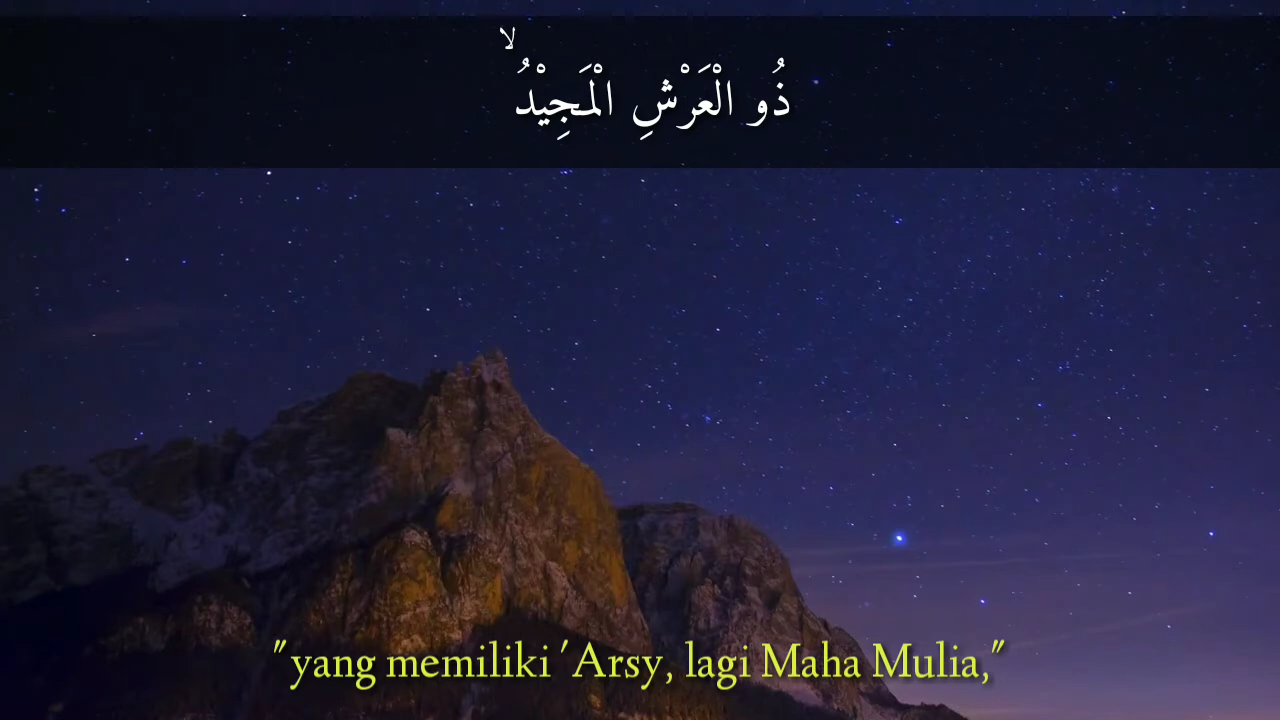 ذُو الْعَرْشِ الْمَجِيْدُۙ
"yang memiliki 'Arsy, lagi Maha Mulia,"